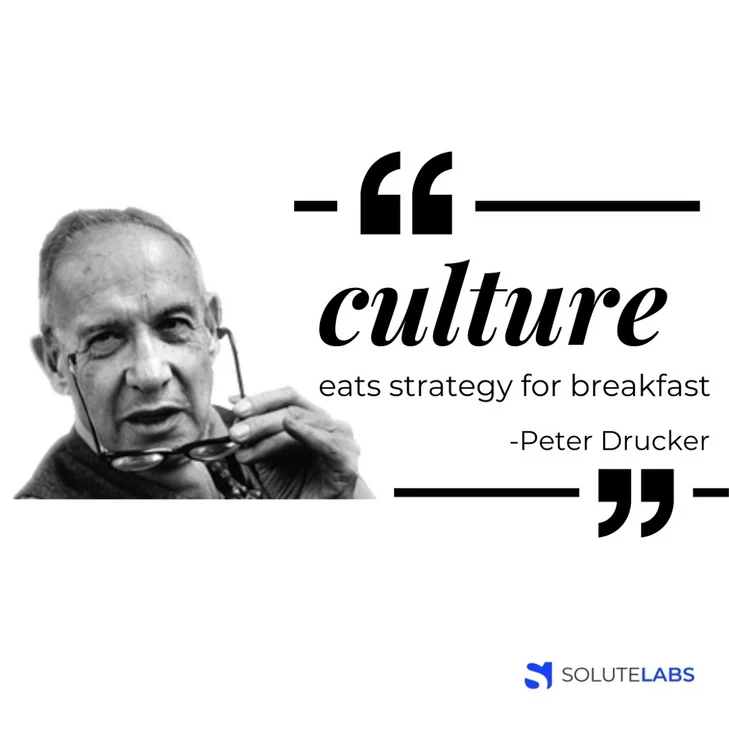 “
culture
eats strategy for breakfast
-Peter Drucker
”
SOLUTELABS